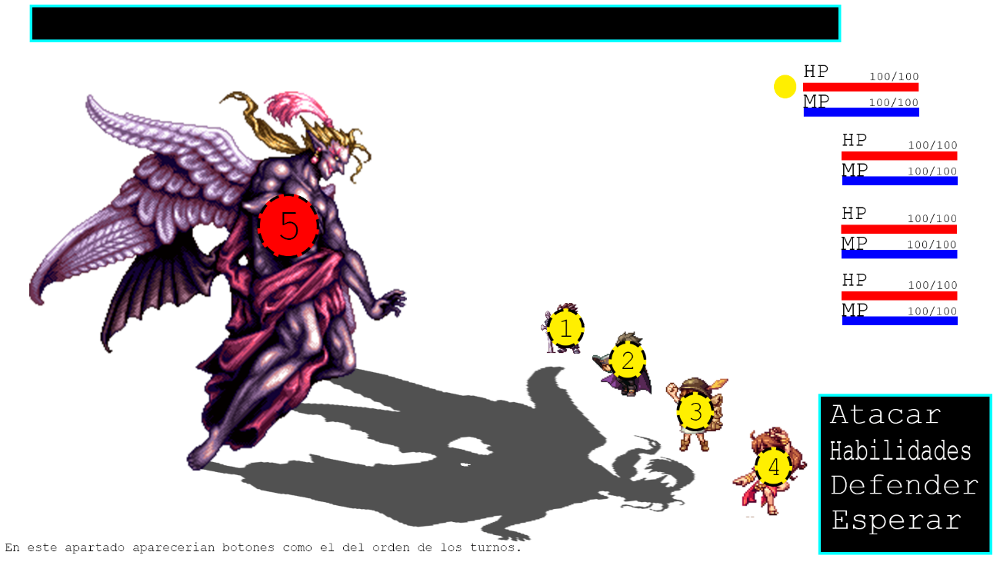 HP 100/100
MP 100/100
HP 100/100
MP 100/100
HP 100/100
MP 100/100
HP 100/100
MP 100/100
5
1
2
3
4
Atacar
Habilidades
Defender
Esperar
En este apartado aparecerian botones como el del orden de los turnos.